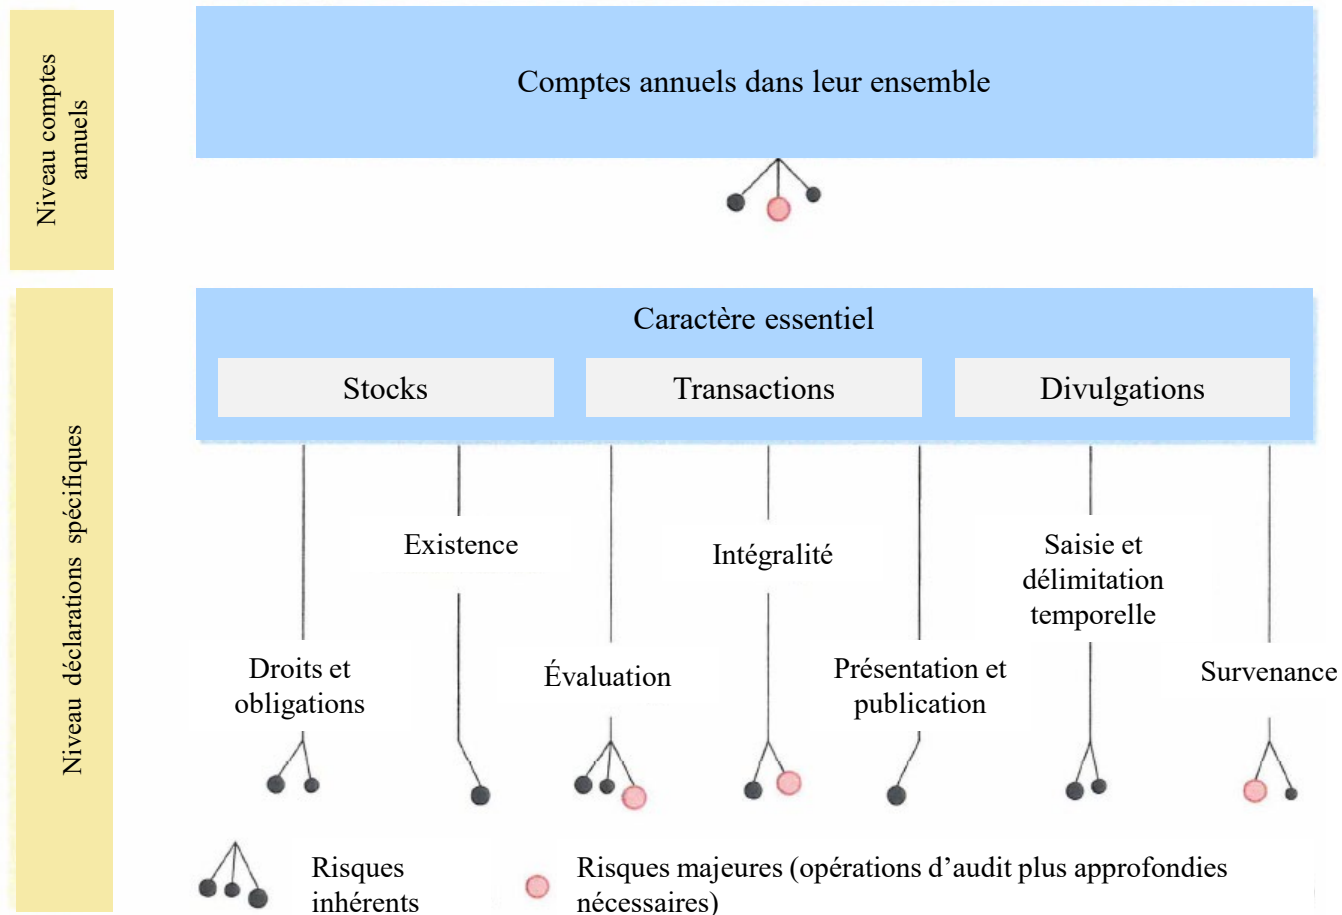 Niveau comptes
annuels
Comptes annuels dans leur ensemble
Niveau déclarations spécifiques
Caractère essentiel
Stocks
Transactions
Divulgations
Droits et
obligations
Existence
Évaluation
Intégralité
Présentation et
publication
Saisie et
délimitation
temporelle
Survenance
Risques
inhérents
Risques majeures (opérations d’audit plus approfondies
nécessaires)